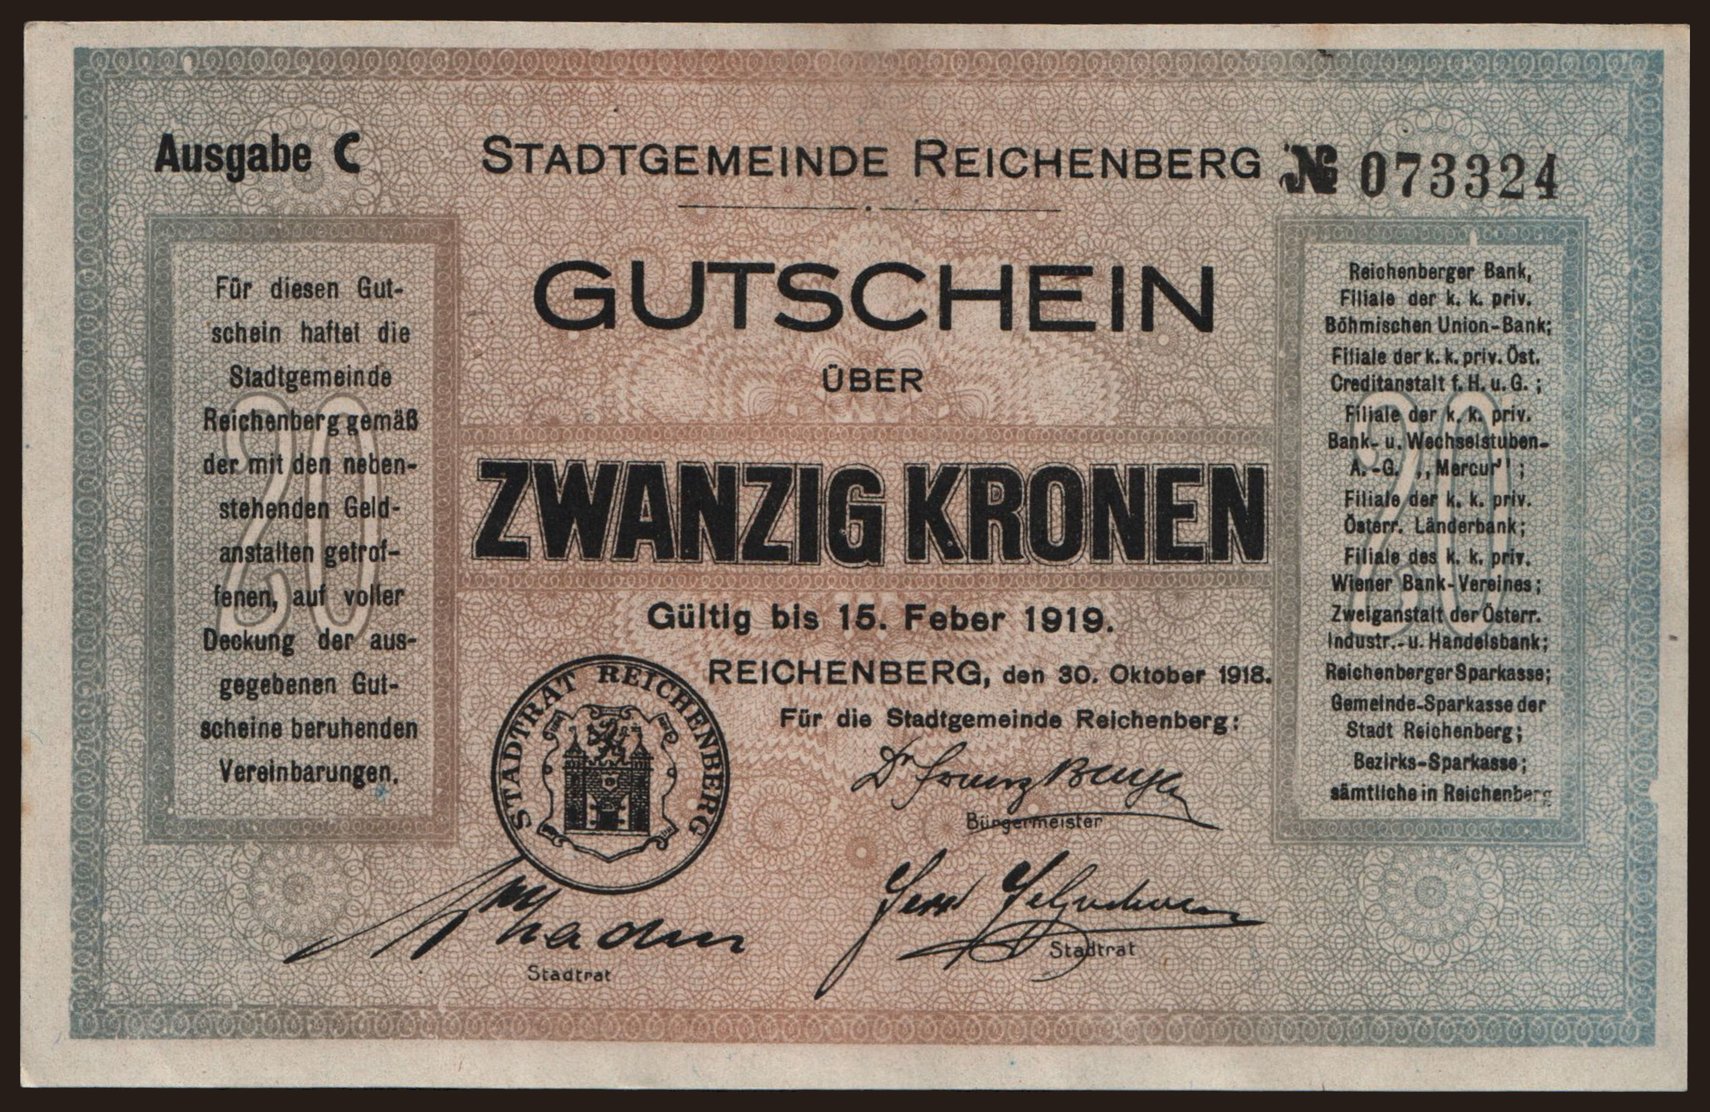 Ausgabe C
STADTGEMEINDE REICHENBERG
№ 073324
GUTSCHEIN
ÜBER
ZWANZIG KRONEN
Gültig bis 15. Feber 1919.
REICHENBERG, den 30. Oktober 1918.
Für die Stadtgemeinde Reichenberg:
Dr Franz Bayer
Bürgermeister
Stadtrat
Stadtrat
STADTRAT REICHENBERG
Für diesen Gut-
schein haftet die
Stadtgemeinde
Reichenberg gemäß
der mit den neben-
stehenden Geld-
anstalten getrof-
fenen, auf voller
Deckung der aus-
gegebenen Gut-
scheine beruhenden
Vereinbarungen.
20
Reichenberger Bank,
Filiale der k. k. priv.
Böhmischen Union-Bank;
Filiale der k. k. priv. Öst.
Creditanstalt f. H. u. G. ;
Filiale der k. k. priv.
Bank- u. Wechselstuben-
A.-G. ,,Mercur" ;
Filiale der k. k. priv.
Österr. Länderbank;
Filiale des k. k. priv.
Wiener Bank-Vereines;
Zweiganstalt der Österr.
Industr.- u. Handelsbank;
Reichenberger Sparkasse;
Gemeinde-Sparkasse der
Stadt Reichenberg;
Bezirks-Sparkasse;
sämtliche in Reichenberg
20